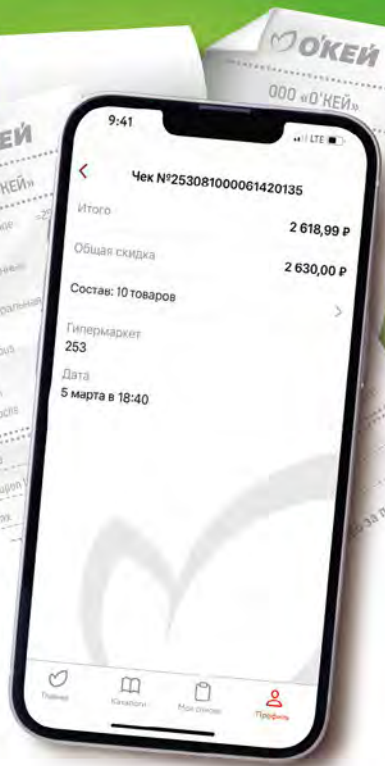 О'КЕЙ
ООО «О'КЕЙ»
ЕЙ
КЕЙ»
9:41
LTE
Чек №253081000061420135
Итого
2 618,99 ₽
Общая скидка
2 630,00 ₽
Состав: 10 товаров
Гипермаркет
253
Дата
5 марта в 18:40
Главная
Каталоги
Мои списки
Профиль